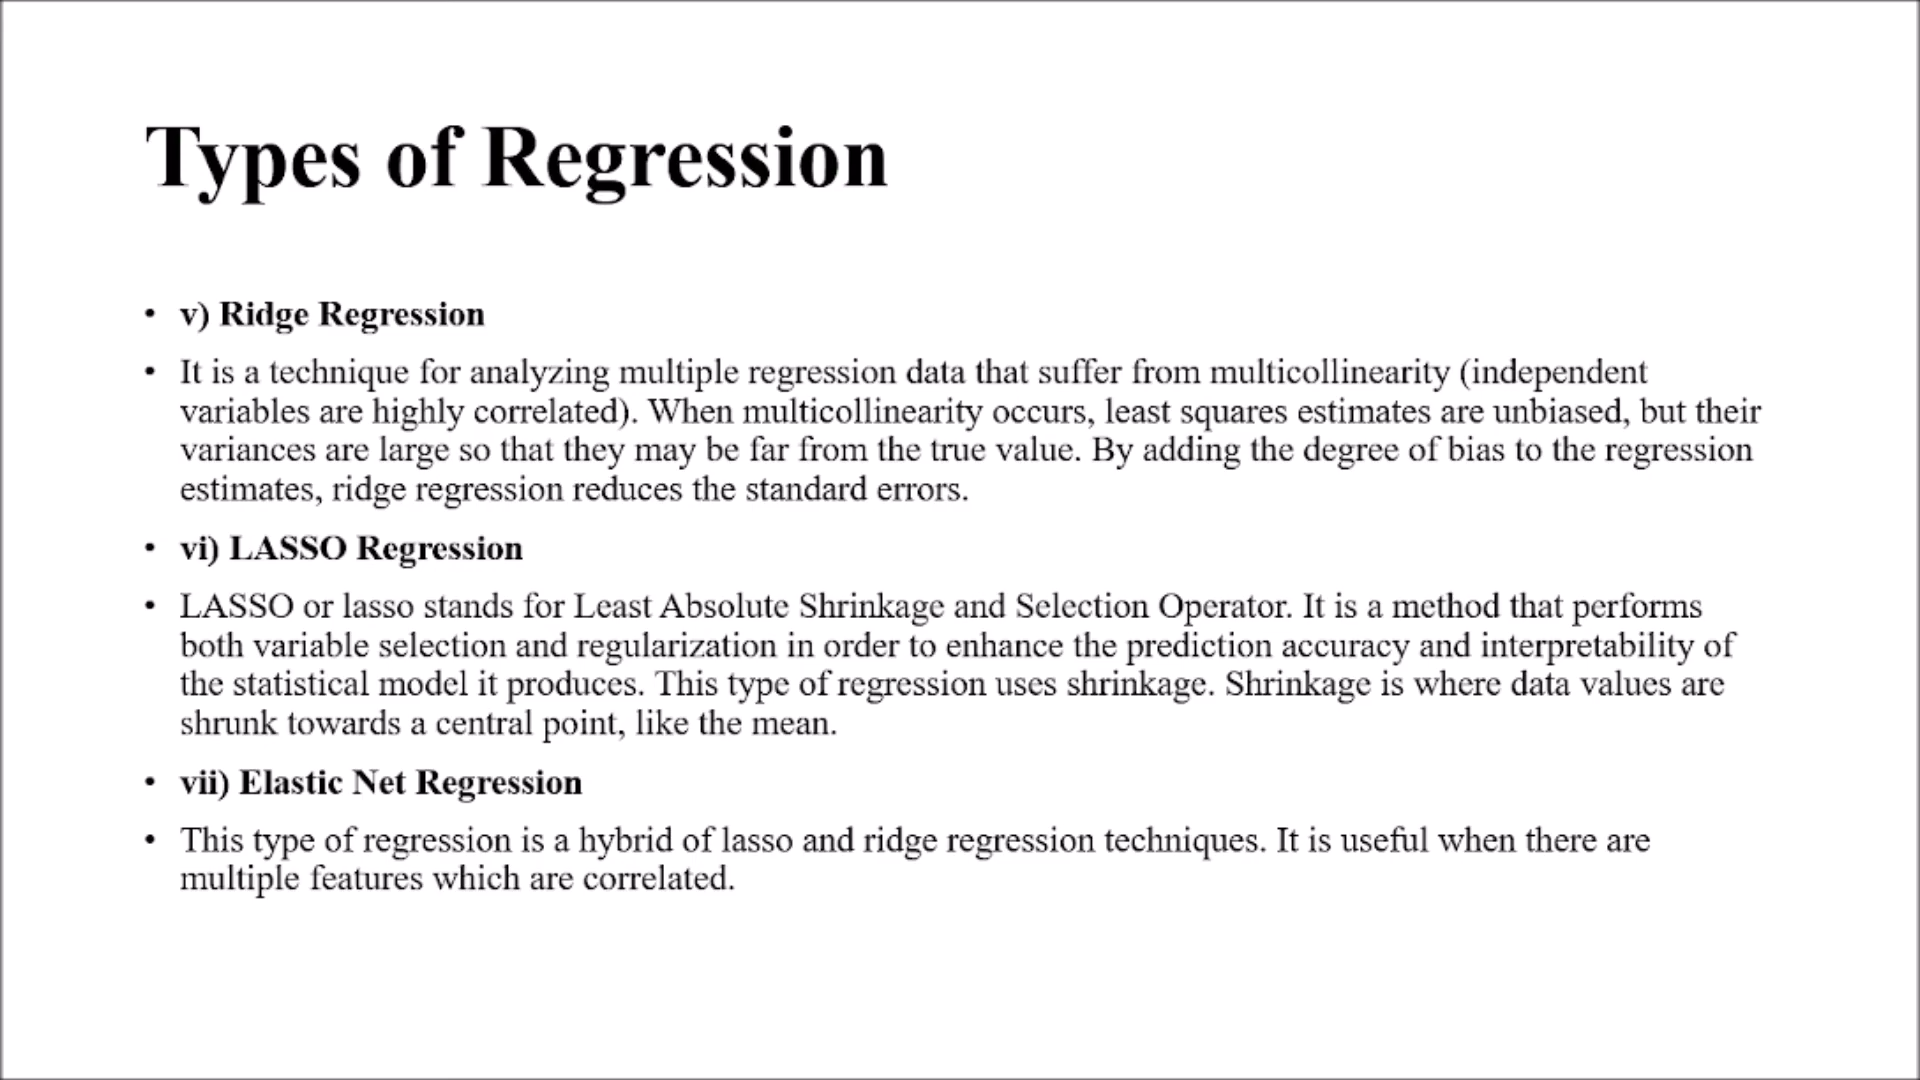 Types of Regression
• v) Ridge Regression
• It is a technique for analyzing multiple regression data that suffer from multicollinearity (independent
variables are highly correlated). When multicollinearity occurs, least squares estimates are unbiased, but their
variances are large so that they may be far from the true value. By adding the degree of bias to the regression
estimates, ridge regression reduces the standard errors.
• vi) LASSO Regression
• LASSO or lasso stands for Least Absolute Shrinkage and Selection Operator. It is a method that performs
both variable selection and regularization in order to enhance the prediction accuracy and interpretability of
the statistical model it produces. This type of regression uses shrinkage. Shrinkage is where data values are
shrunk towards a central point, like the mean.
• vii) Elastic Net Regression
• This type of regression is a hybrid of lasso and ridge regression techniques. It is useful when there are
multiple features which are correlated.